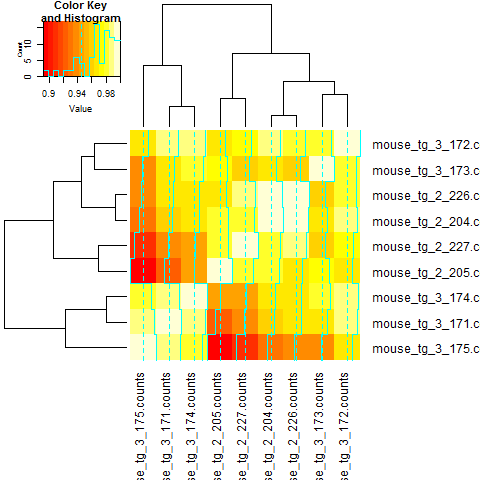 Color Key
and Histogram
Count
0 5 15
0.9 0.94 0.98
Value
mouse_tg_3_172.c
mouse_tg_3_173.c
mouse_tg_2_226.c
mouse_tg_2_204.c
mouse_tg_2_227.c
mouse_tg_2_205.c
mouse_tg_3_174.c
mouse_tg_3_171.c
mouse_tg_3_175.c
se_tg_3_175.counts
se_tg_3_171.counts
se_tg_3_174.counts
se_tg_2_205.counts
se_tg_2_227.counts
se_tg_2_204.counts
se_tg_2_226.counts
se_tg_3_173.counts
se_tg_3_172.counts